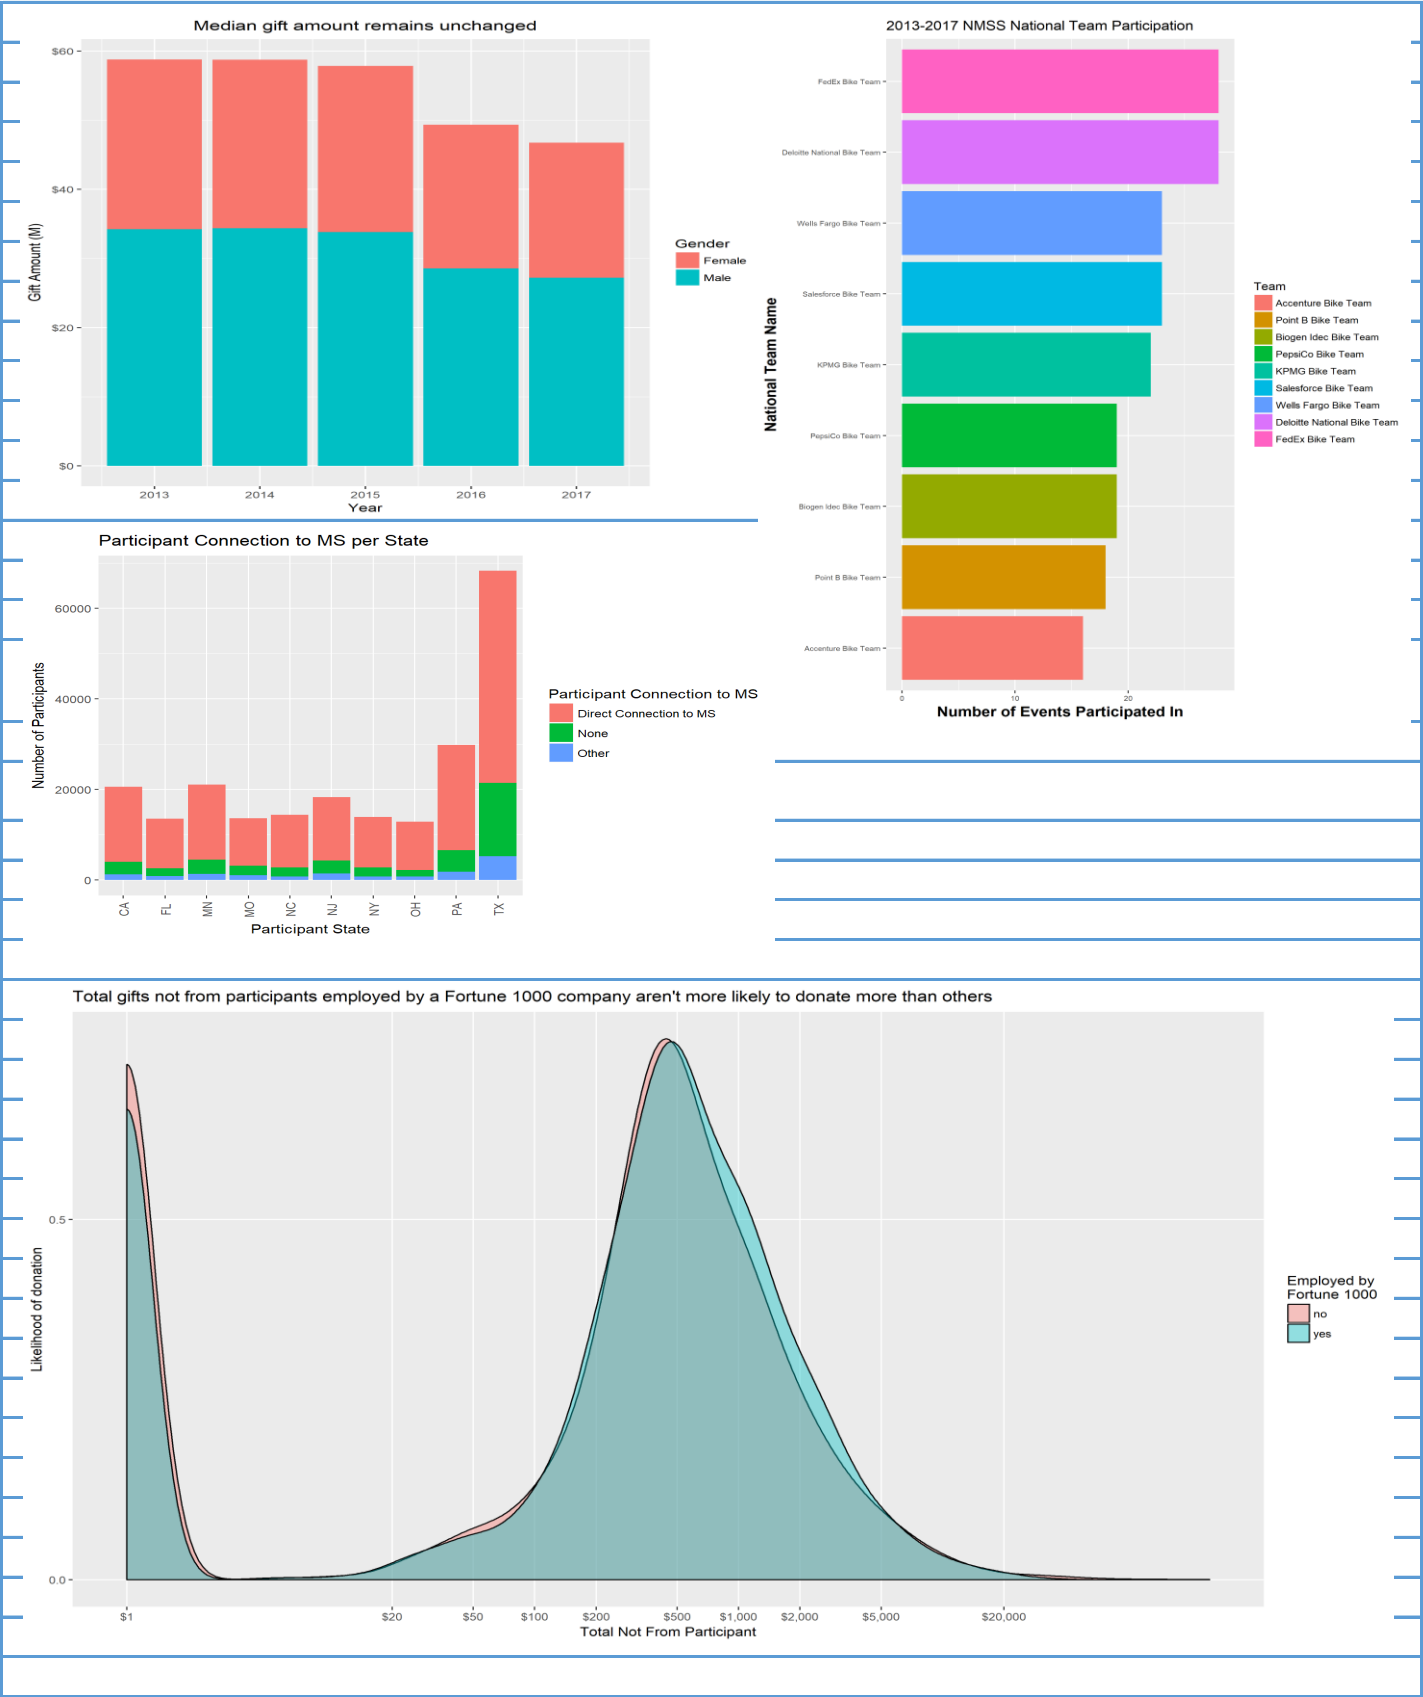 Median gift amount remains unchanged
$60
$40
$20
$0
Gift Amount (M)
2013 2014 2015 2016 2017
Year
Gender
Female
Male
2013-2017 NMSS National Team Participation
National Team Name
FedEx Bike Team
Deloitte National Bike Team
Wells Fargo Bike Team
Salesforce Bike Team
KPMG Bike Team
PepsiCo Bike Team
Biogen Idec Bike Team
Point B Bike Team
Accenture Bike Team
0 10 20
Number of Events Participated In
Team
Accenture Bike Team
Point B Bike Team
Biogen Idec Bike Team
PepsiCo Bike Team
KPMG Bike Team
Salesforce Bike Team
Wells Fargo Bike Team
Deloitte National Bike Team
FedEx Bike Team
Participant Connection to MS per State
60000
40000
20000
0
Number of Participants
CA FL MN MO NC NJ NY OH PA TX
Participant State
Participant Connection to MS
Direct Connection to MS
None
Other
Total gifts not from participants employed by a Fortune 1000 company aren't more likely to donate more than others
0.5
0.0
Likelihood of donation
$1 $20 $50 $100 $200 $500 $1,000 $2,000 $5,000 $20,000
Total Not From Participant
Employed by
Fortune 1000
no
yes